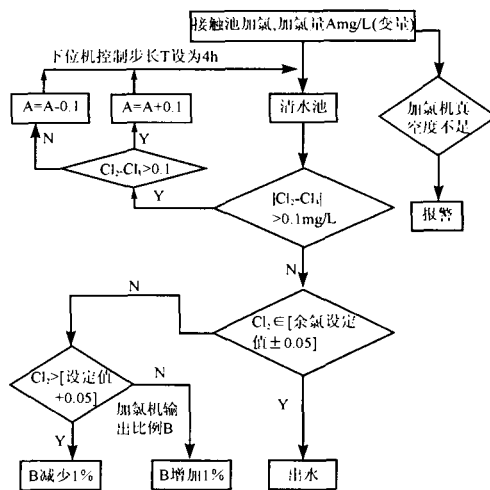 接触池加氯,加氯量Amg/L(变量)
下位机控制步长T设为4h
A=A-0.1
A=A+0.1
清水池
加氯机真
空度不足
N
Y
Cl₂-Cl₁>0.1
Y
|Cl₂-Cl₁|
>0.1mg/L
报警
N
N
Cl₂∈[余氯设定
值±0.05]
Cl₂>[设定值
+0.05]
N
加氯机输
出比例B
Y
Y
B减少1%
B增加1%
出水